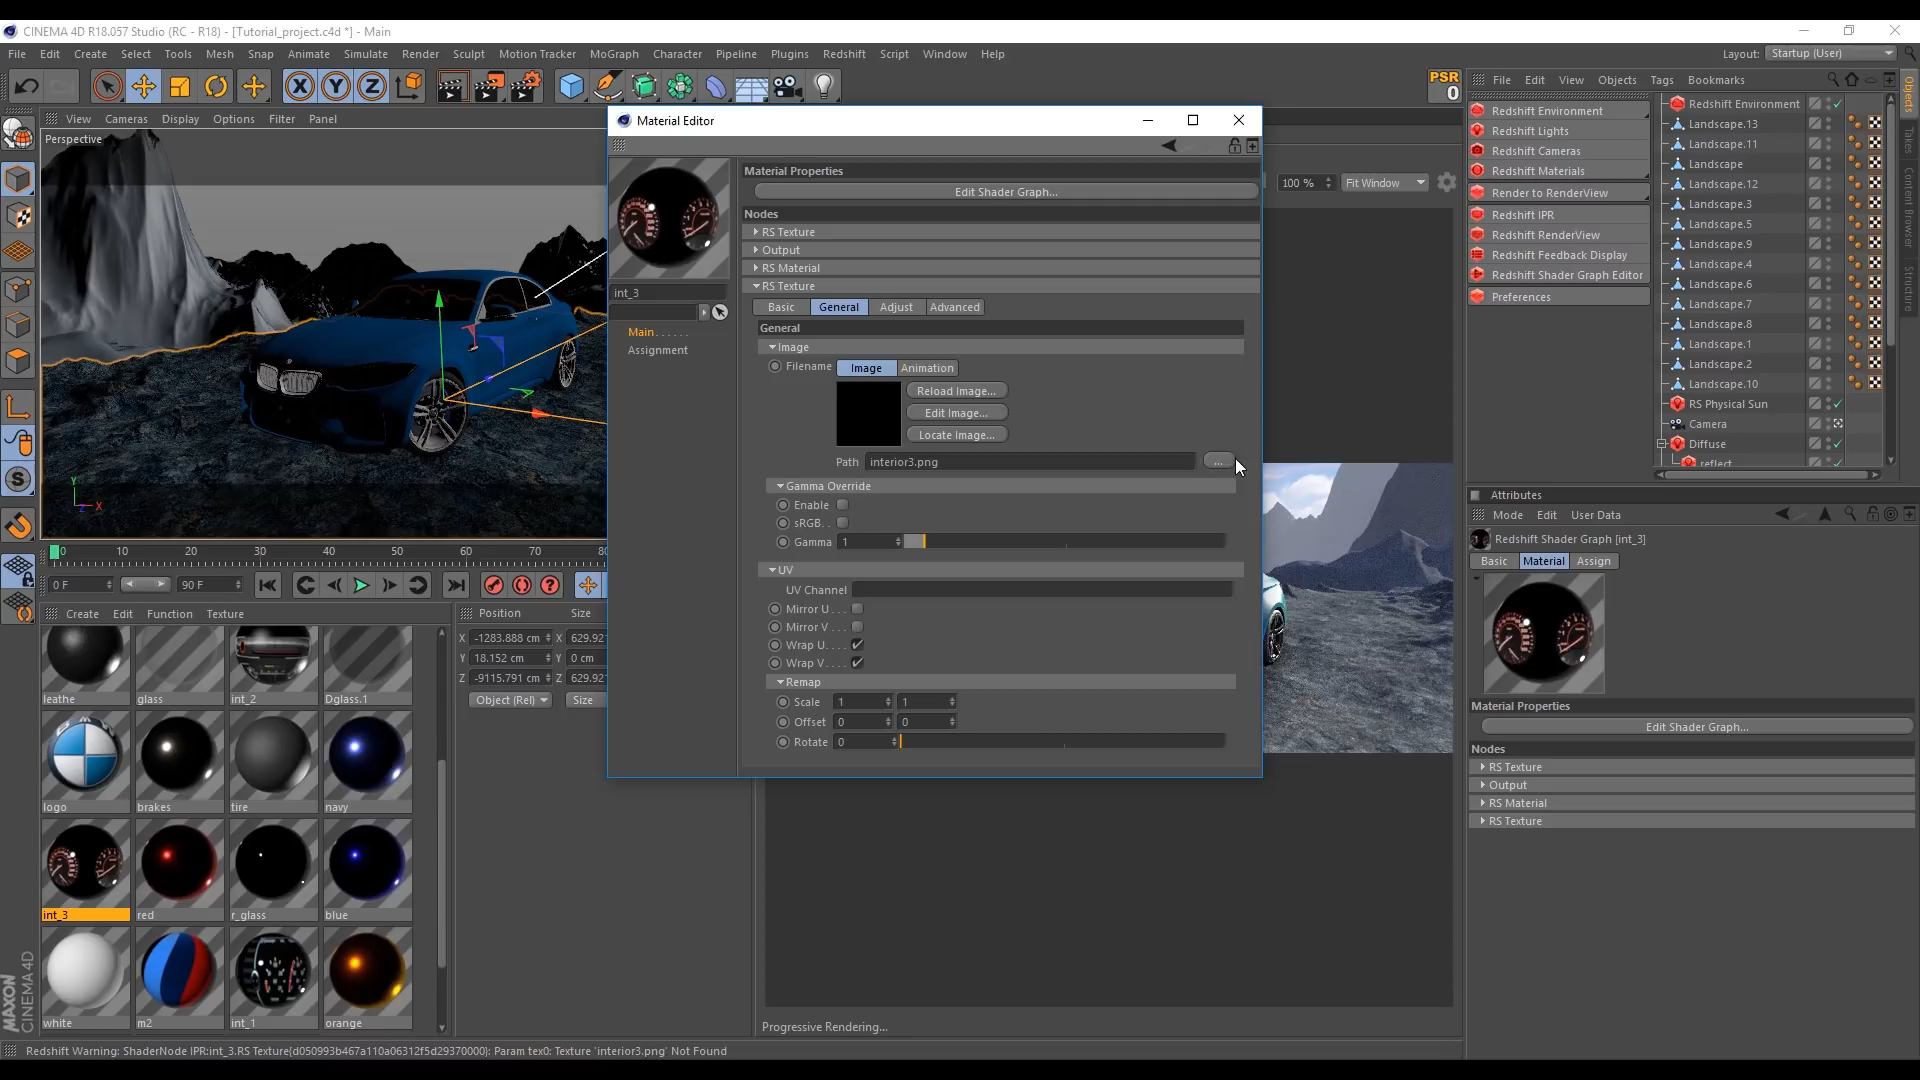 CINEMA 4D R18.057 Studio (RC - R18) - [Tutorial_project.c4d *] - Main
File Edit Create Select Tools Mesh Snap Animate Simulate Render Sculpt Motion Tracker MoGraph Character Pipeline Plugins Redshift Script Window Help
Layout: Startup (User)
X Y Z
PSR
0
View Cameras Display Options Filter Panel
Perspective
Material Editor
Material Properties
Edit Shader Graph...
Nodes
RS Texture
Output
RS Material
RS Texture
Basic General Adjust Advanced
General
Image
Filename Image Animation
Reload Image...
Edit Image...
Locate Image...
Path interior3.png ...
Gamma Override
Enable
sRGB. .
Gamma 1
UV
UV Channel
Mirror U . . .
Mirror V . . .
Wrap U. . . .
Wrap V. . . .
Remap
Scale 1 1
Offset 0 0
Rotate 0
int_3
Main. . . . . .
Assignment
100 % Fit Window
File Edit View Objects Tags Bookmarks
Redshift Environment
Redshift Lights
Redshift Cameras
Redshift Materials
Render to RenderView
Redshift IPR
Redshift RenderView
Redshift Feedback Display
Redshift Shader Graph Editor
Preferences
Redshift Environment
Landscape.13
Landscape.11
Landscape
Landscape.12
Landscape.3
Landscape.5
Landscape.9
Landscape.4
Landscape.6
Landscape.7
Landscape.8
Landscape.1
Landscape.2
Landscape.10
RS Physical Sun
Camera
Diffuse
reflect
Objects
Takes
Content Browser
Structure
Attributes
Mode Edit User Data
Redshift Shader Graph [int_3]
Basic Material Assign
Material Properties
Edit Shader Graph...
Nodes
RS Texture
Output
RS Material
RS Texture
Y
Z X
0 10 20 30 40 50 60 70 80
0 F 90 F
Create Edit Function Texture
leathe glass int_2 Dglass.1
logo brakes tire navy
int_3 red r_glass blue
white m2 int_1 orange
Position Size
X -1283.888 cm X 629.92
Y 18.152 cm Y 0 cm
Z -9115.791 cm Z 629.92
Object (Rel) Size
Progressive Rendering...
MAXON
CINEMA 4D
Redshift Warning: ShaderNode IPR:int_3.RS Texture{d050993b467a110a06312f5d29370000}: Param tex0: Texture 'interior3.png' Not Found